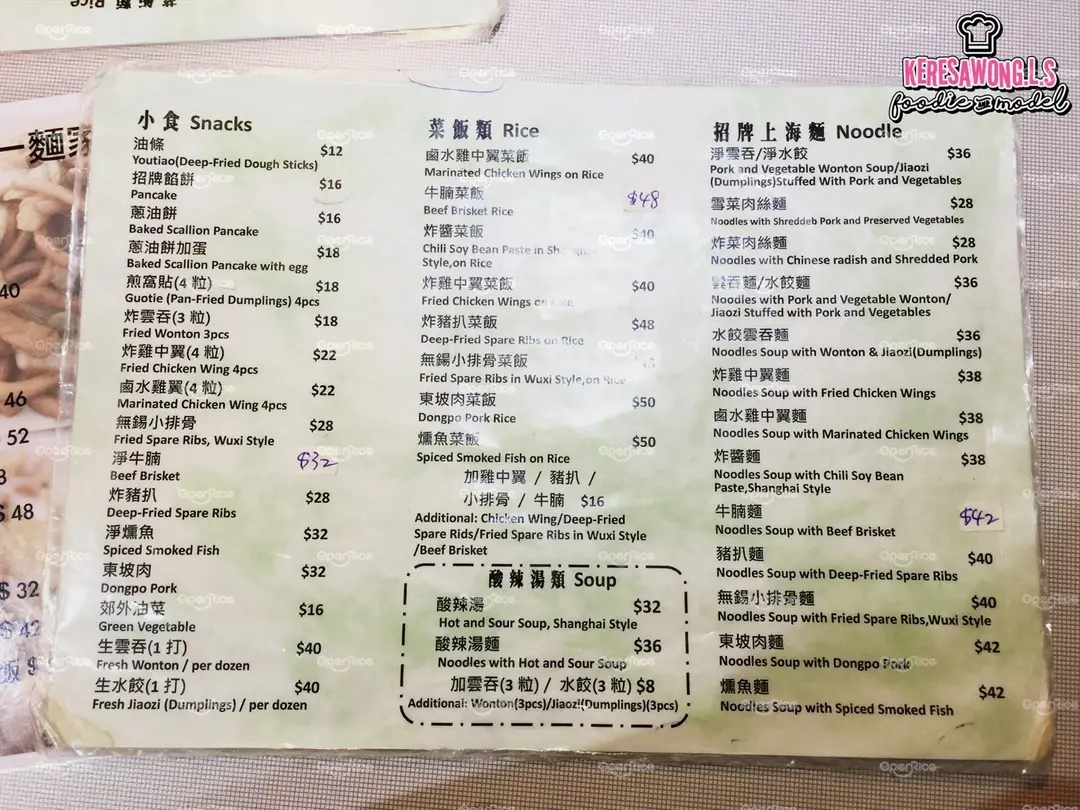 菜飯類 Rice
KERESAWONG.L.S
foodie and model
一麵家
40
46
52
8
$ 48
$ 32
$ 42
飯 $
小食 Snacks
油條 $12
Youtiao(Deep-Fried Dough Sticks)
招牌餡餅 $16
Pancake
蔥油餅 $16
Baked Scallion Pancake
蔥油餅加蛋 $18
Baked Scallion Pancake with egg
煎窩貼(4 粒) $18
Guotie (Pan-Fried Dumplings) 4pcs
炸雲吞(3 粒) $18
Fried Wonton 3pcs
炸雞中翼(4 粒) $22
Fried Chicken Wing 4pcs
鹵水雞翼(4 粒) $22
Marinated Chicken Wing 4pcs
無錫小排骨 $28
Fried Spare Ribs, Wuxi Style
淨牛腩 $32
Beef Brisket
炸豬扒 $28
Deep-Fried Spare Ribs
淨燻魚 $32
Spiced Smoked Fish
東坡肉 $32
Dongpo Pork
郊外油菜 $16
Green Vegetable
生雲吞(1 打) $40
Fresh Wonton / per dozen
生水餃(1 打) $40
Fresh Jiaozi (Dumplings) / per dozen
菜飯類 Rice
鹵水雞中翼菜飯 $40
Marinated Chicken Wings on Rice
牛腩菜飯 $48
Beef Brisket Rice
炸醬菜飯 $40
Chili Soy Bean Paste in Shanghai
Style,on Rice
炸雞中翼菜飯 $40
Fried Chicken Wings on rice
炸豬扒菜飯 $48
Deep-Fried Spare Ribs on Rice
無錫小排骨菜飯
Fried Spare Ribs in Wuxi Style,on Rice
東坡肉菜飯 $50
Dongpo Pork Rice
燻魚菜飯 $50
Spiced Smoked Fish on Rice
加雞中翼 / 豬扒 /
小排骨 / 牛腩 $16
Additional: Chicken Wing/Deep-Fried
Spare Rids/Fried Spare Ribs in Wuxi Style
/Beef Brisket
酸辣湯類 Soup
酸辣湯 $32
Hot and Sour Soup, Shanghai Style
酸辣湯麵 $36
Noodles with Hot and Sour Soup
加雲吞(3 粒) / 水餃(3 粒) $8
Additional: Wonton(3pcs)/Jiaozi(Dumplings)(3pcs)
招牌上海麵 Noodle
淨雲吞/淨水餃 $36
Pork and Vegetable Wonton Soup/Jiaozi
(Dumplings)Stuffed With Pork and Vegetables
雪菜肉絲麵 $28
Noodles with Shreddeb Pork and Preserved Vegetables
炸菜肉絲麵 $28
Noodles with Chinese radish and Shredded Pork
雲吞麵/水餃麵 $36
Noodles with Pork and Vegetable Wonton/
Jiaozi Stuffed with Pork and Vegetables
水餃雲吞麵 $36
Noodles Soup with Wonton & Jiaozi(Dumplings)
炸雞中翼麵 $38
Noodles Soup with Fried Chicken Wings
鹵水雞中翼麵 $38
Noodles Soup with Marinated Chicken Wings
炸醬麵 $38
Noodles Soup with Chili Soy Bean
Paste,Shanghai Style
牛腩麵 $42
Noodles Soup with Beef Brisket
豬扒麵 $40
Noodles Soup with Deep-Fried Spare Ribs
無錫小排骨麵 $40
Noodles Soup with Fried Spare Ribs,Wuxi Style
東坡肉麵 $42
Noodles Soup with Dongpo Pork
燻魚麵 $42
Noodles Soup with Spiced Smoked Fish